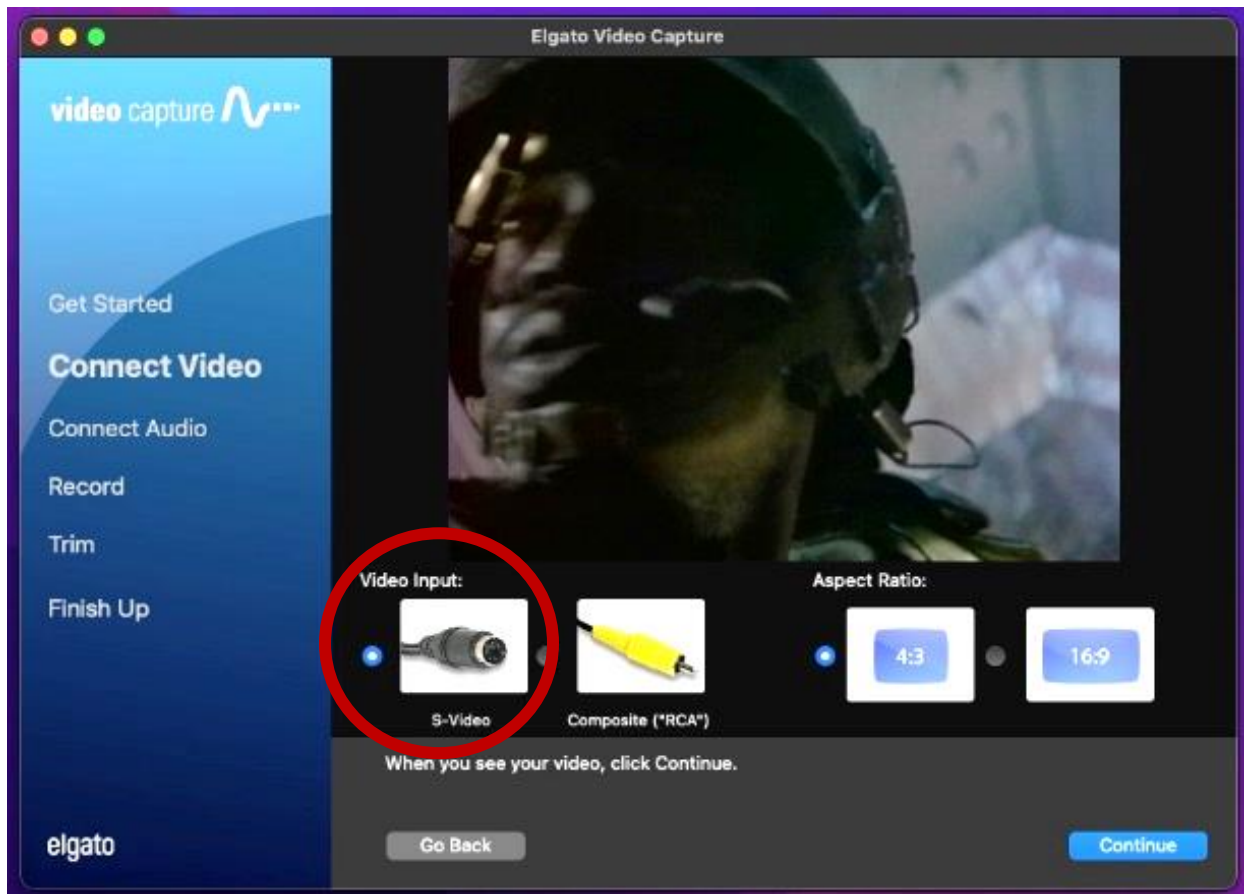 Elgato Video Capture
video capture
Get Started
Connect Video
Connect Audio
Record
Trim
Finish Up
elgato
Video Input:
S-Video
Composite ("RCA")
Aspect Ratio:
4:3
16:9
When you see your video, click Continue.
Go Back
Continue